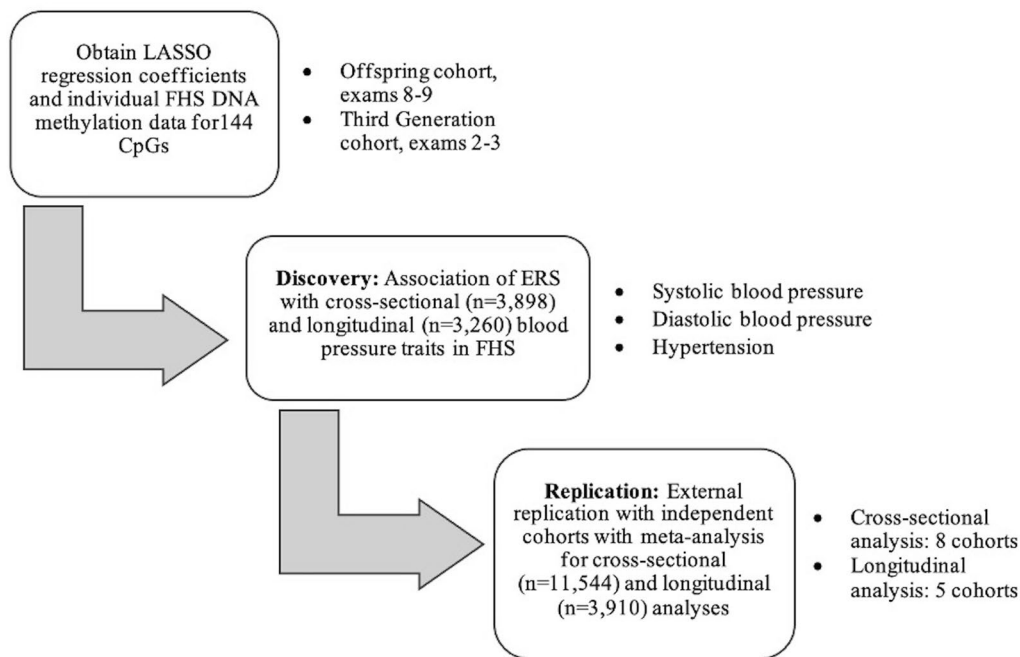 Obtain LASSO
regression coefficients
and individual FHS DNA
methylation data for144
CpGs
• Offspring cohort,
exams 8-9
• Third Generation
cohort, exams 2-3
Discovery: Association of ERS
with cross-sectional (n=3,898)
and longitudinal (n=3,260) blood
pressure traits in FHS
• Systolic blood pressure
• Diastolic blood pressure
• Hypertension
Replication: External
replication with independent
cohorts with meta-analysis
for cross-sectional
(n=11,544) and longitudinal
(n=3,910) analyses
• Cross-sectional
analysis: 8 cohorts
• Longitudinal
analysis: 5 cohorts